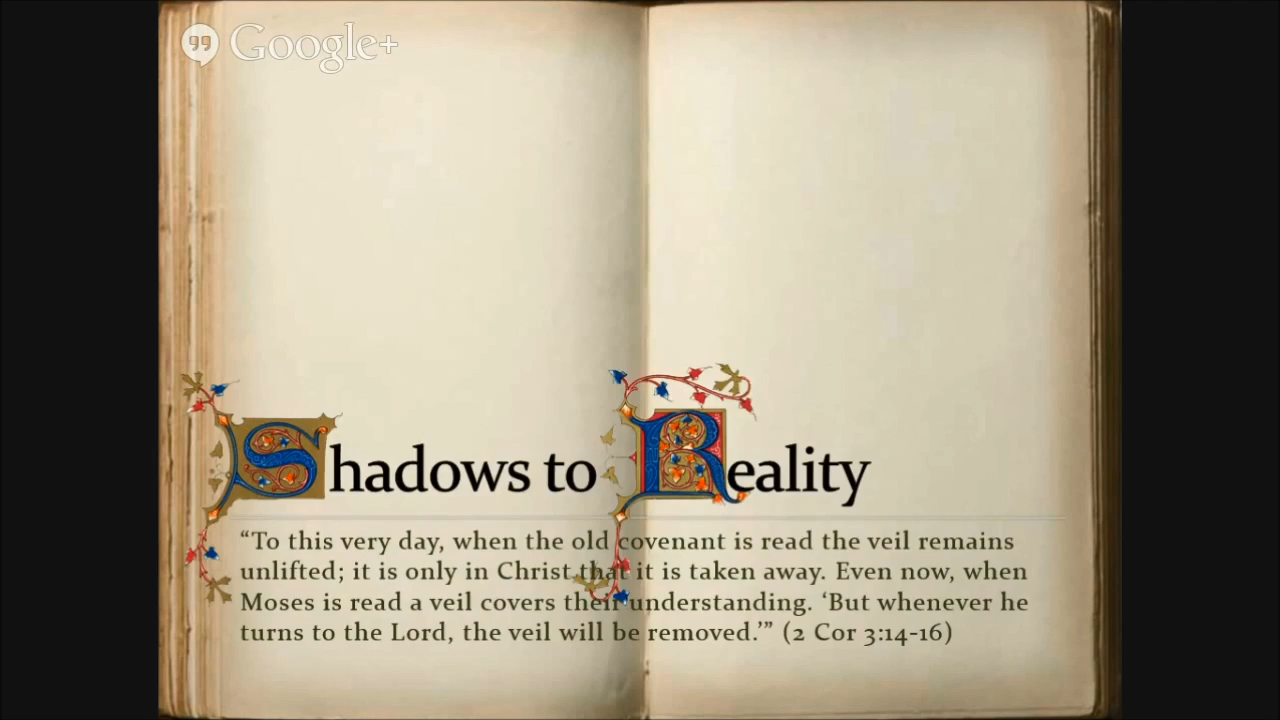 Google+
Shadows to Reality
“To this very day, when the old covenant is read the veil remains
unlifted; it is only in Christ that it is taken away. Even now, when
Moses is read a veil covers their understanding. ‘But whenever he
turns to the Lord, the veil will be removed.’” (2 Cor 3:14-16)